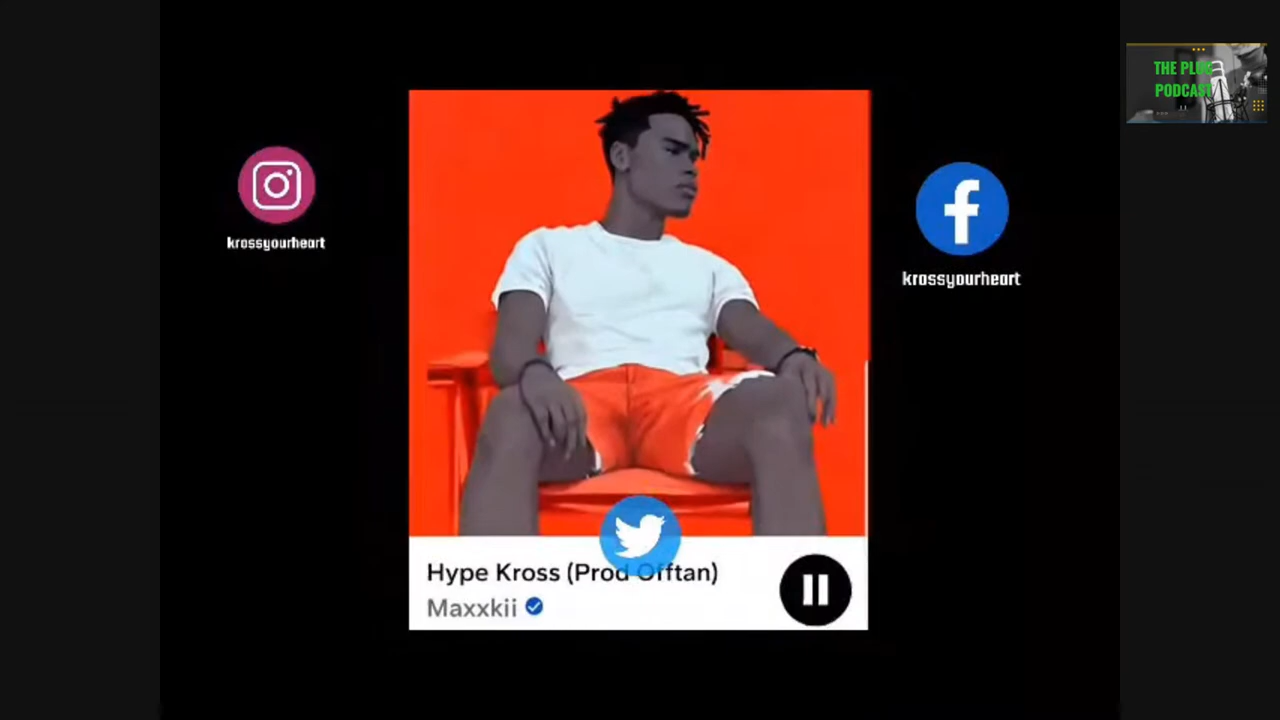 THE PLUG
PODCAST
krossyourheart
krossyourheart
Hype Kross (Prod Offtan)
Maxxkii